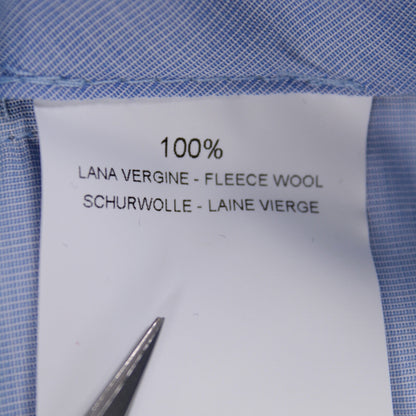 100%
LANA VERGINE - FLEECE WOOL
SCHURWOLLE - LAINE VIERGE